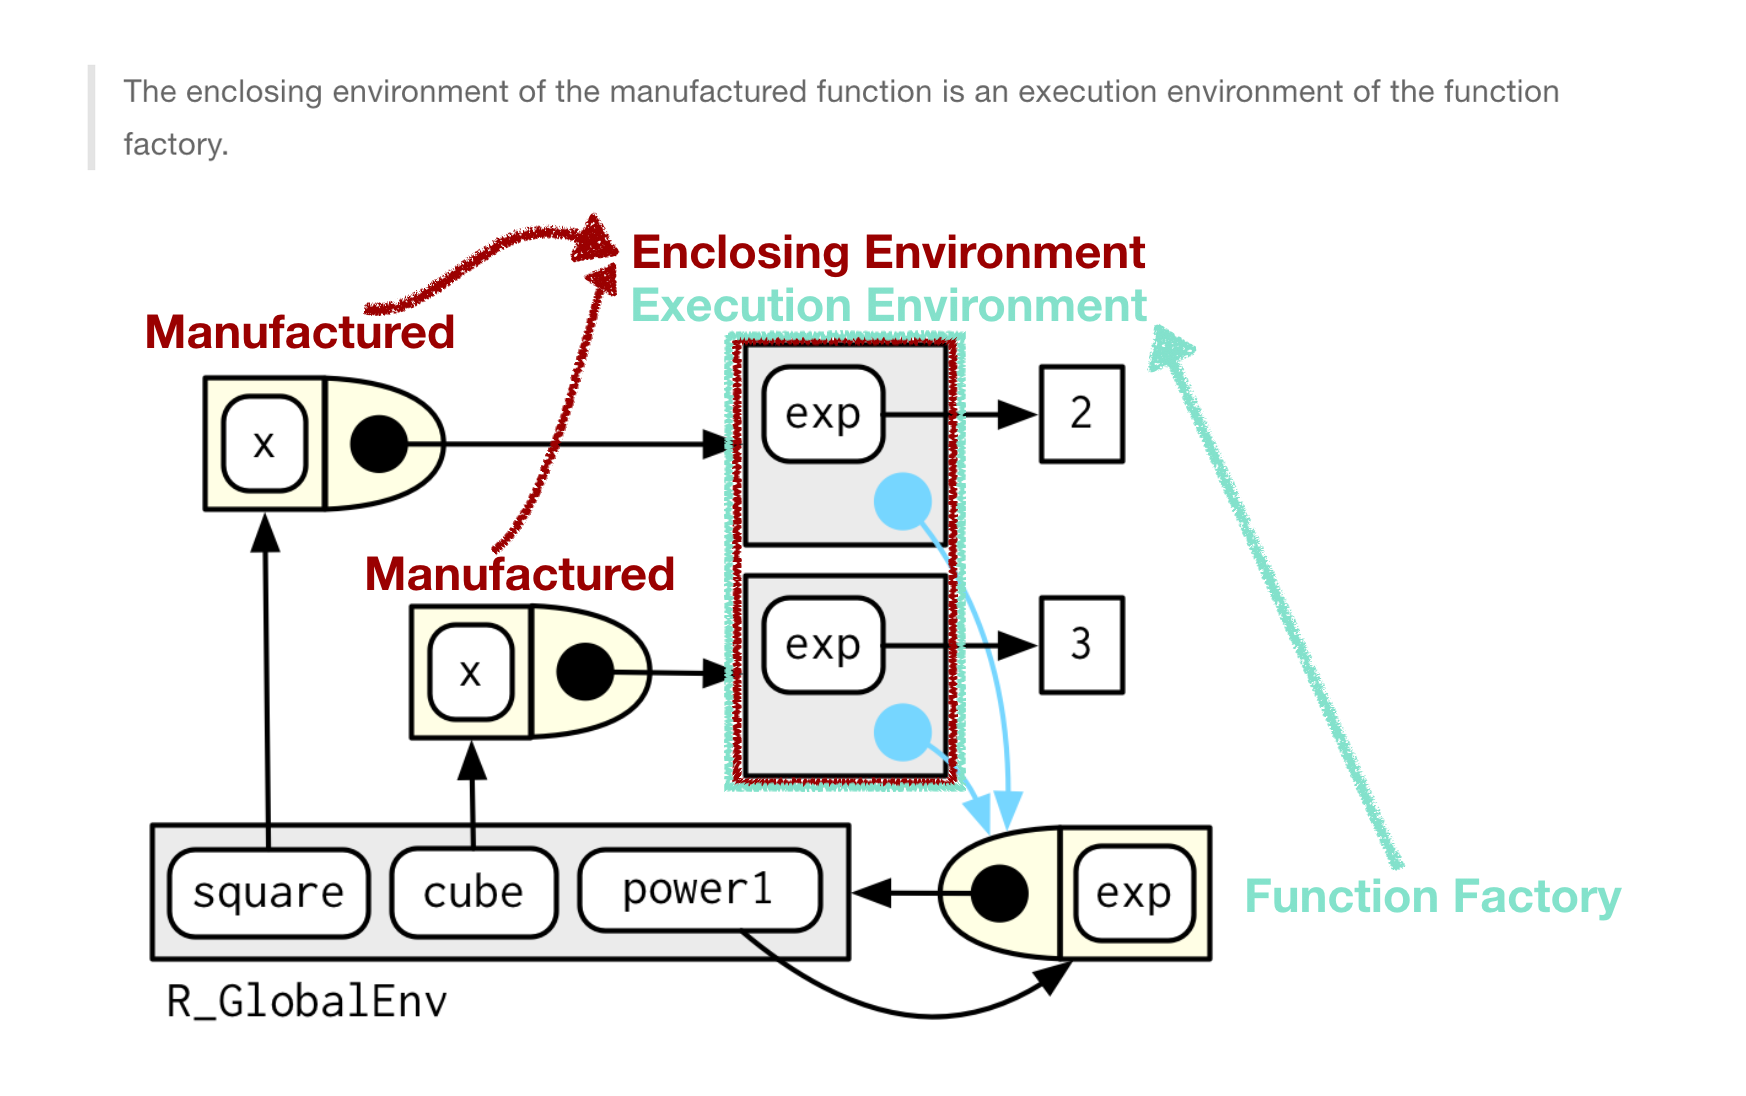 The enclosing environment of the manufactured function is an execution environment of the function
factory.
Enclosing Environment
Execution Environment
Manufactured
exp
2
x
Manufactured
exp
3
x
square
cube
power1
exp
Function Factory
R_GlobalEnv